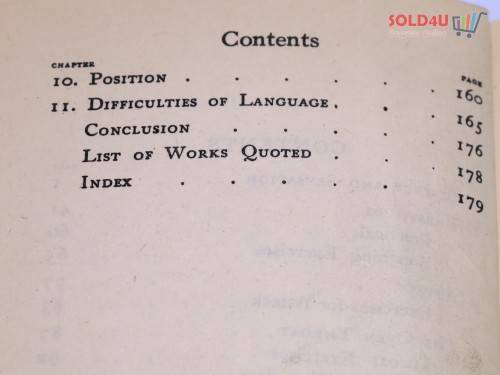 SOLD4U
Contents
CHAPTER
PAGE
10. POSITION . . . . . . 160
11. DIFFICULTIES OF LANGUAGE . . . 165
CONCLUSION . . . . . 176
LIST OF WORKS QUOTED . . . 178
INDEX . . . . . . 179